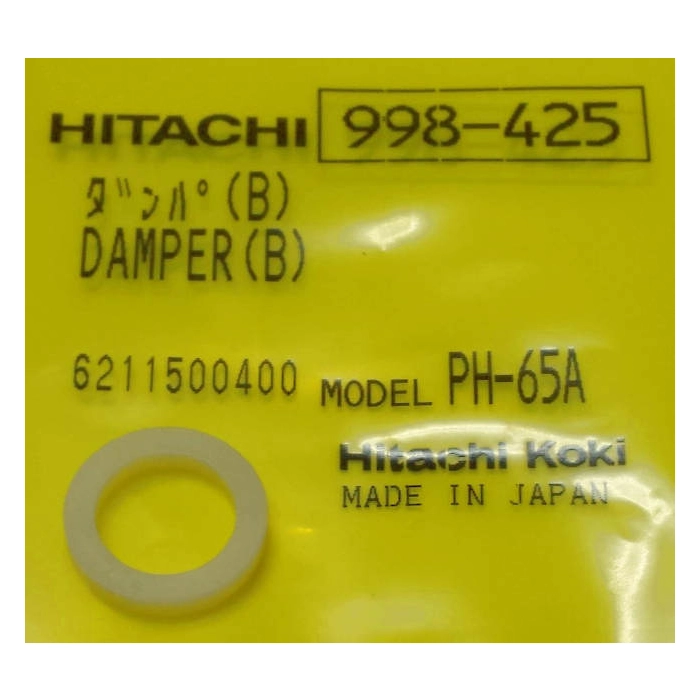 HITACHI 998-425
ﾀﾞﾝﾊﾟ(B)
DAMPER(B)
6211500400 MODEL PH-65A
Hitachi Koki
MADE IN JAPAN